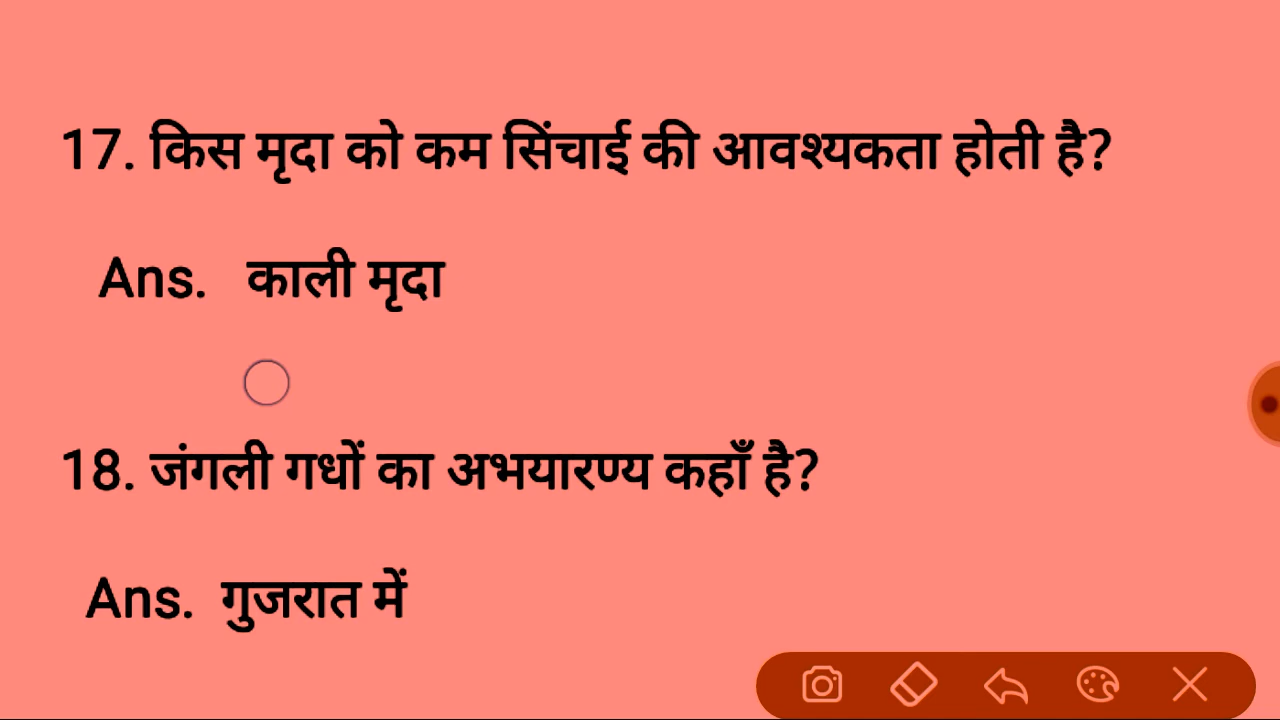 17. किस मृदा को कम सिंचाई की आवश्यकता होती है?
Ans. काली मृदा
18. जंगली गधों का अभयारण्य कहाँ है?
Ans. गुजरात में